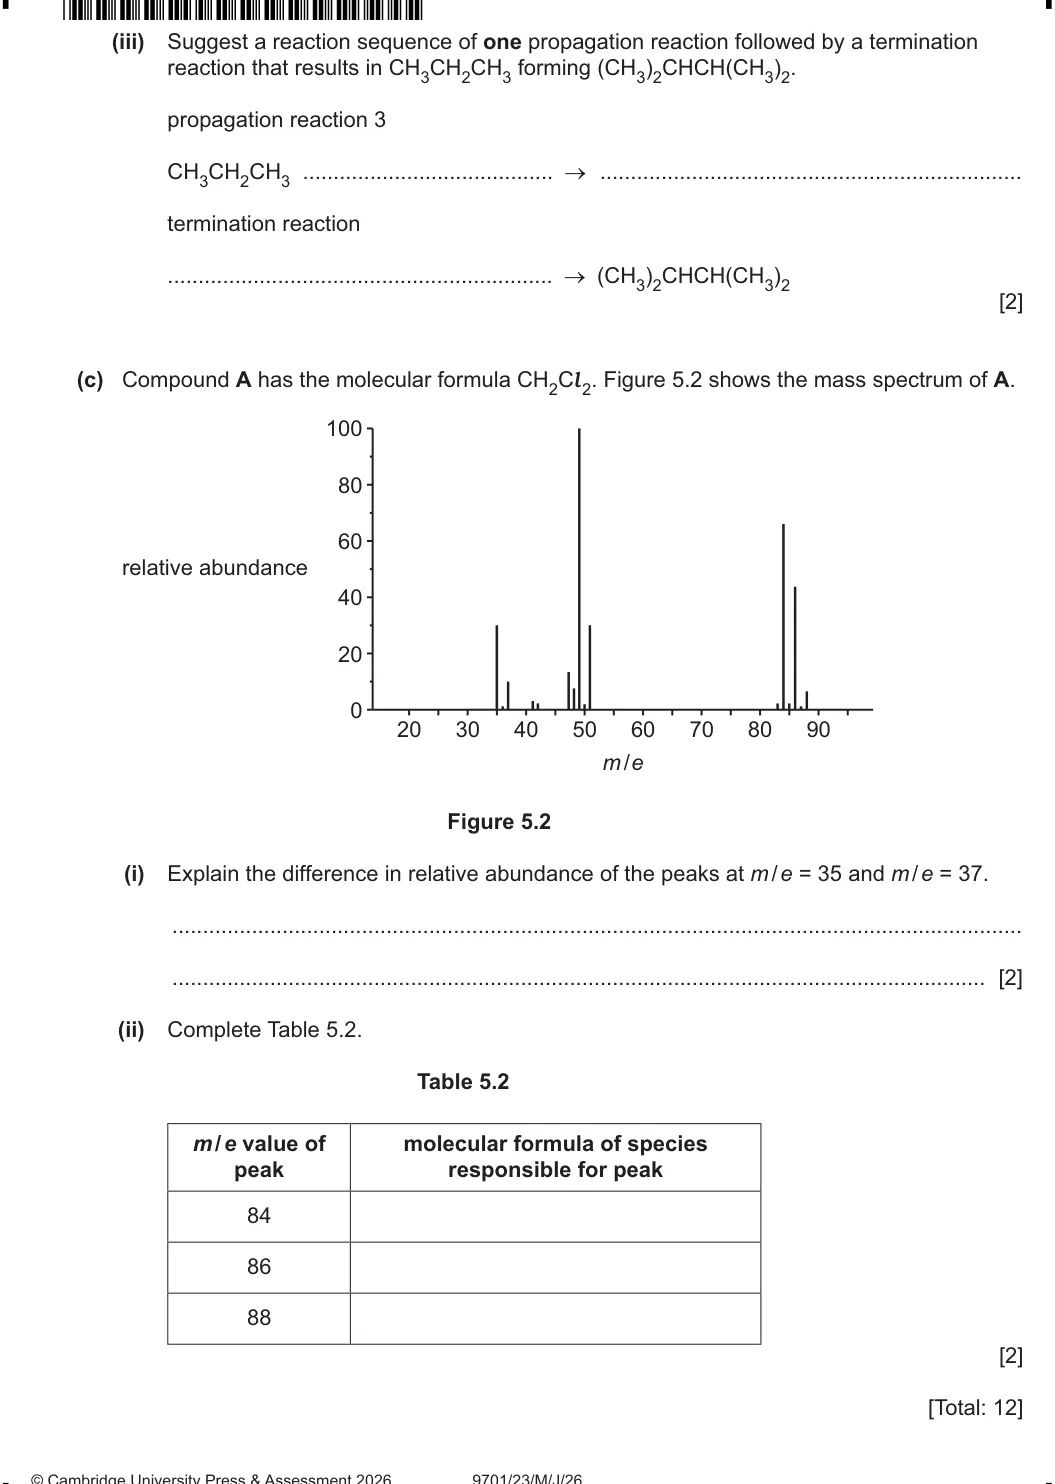 (iii) Suggest a reaction sequence of one propagation reaction followed by a termination
reaction that results in CH3CH2CH3 forming (CH3)2CHCH(CH3)2.
propagation reaction 3
CH3CH2CH3 ......................................... → .....................................................................
termination reaction
............................................................... → (CH3)2CHCH(CH3)2
[2]
(c) Compound A has the molecular formula CH2Cl2. Figure 5.2 shows the mass spectrum of A.
100
80
60
relative abundance
40
20
0
20 30 40 50 60 70 80 90
m / e
Figure 5.2
(i) Explain the difference in relative abundance of the peaks at m / e = 35 and m / e = 37.
...........................................................................................................................................
..................................................................................................................................... [2]
(ii) Complete Table 5.2.
Table 5.2
m / e value of peak molecular formula of species responsible for peak
84
86
88
[2]
[Total: 12]
© Cambridge University Press & Assessment 2026 9701/23/M/J/26